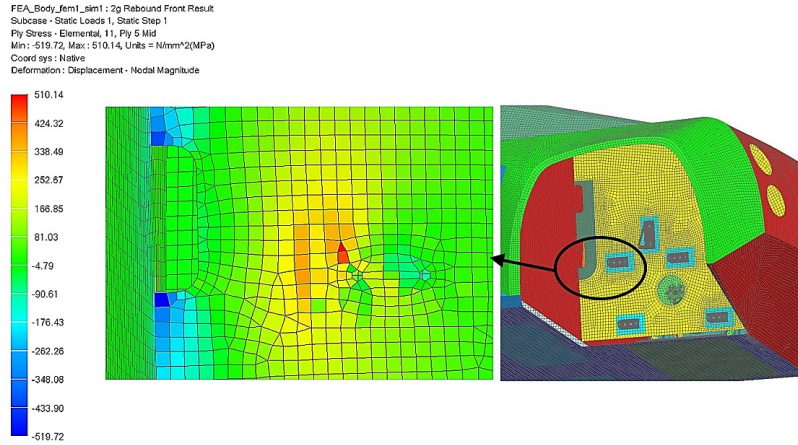 FEA_Body_fem1_sim1 : 2g Rebound Front Result
Subcase - Static Loads 1, Static Step 1
Ply Stress - Elemental, 11, Ply 5 Mid
Min : -519.72, Max : 510.14, Units = N/mm^2(MPa)
Coord sys : Native
Deformation : Displacement - Nodal Magnitude
510.14
424.32
338.49
252.67
166.85
81.03
-4.79
-90.61
-176.43
-262.26
-348.08
-433.90
-519.72